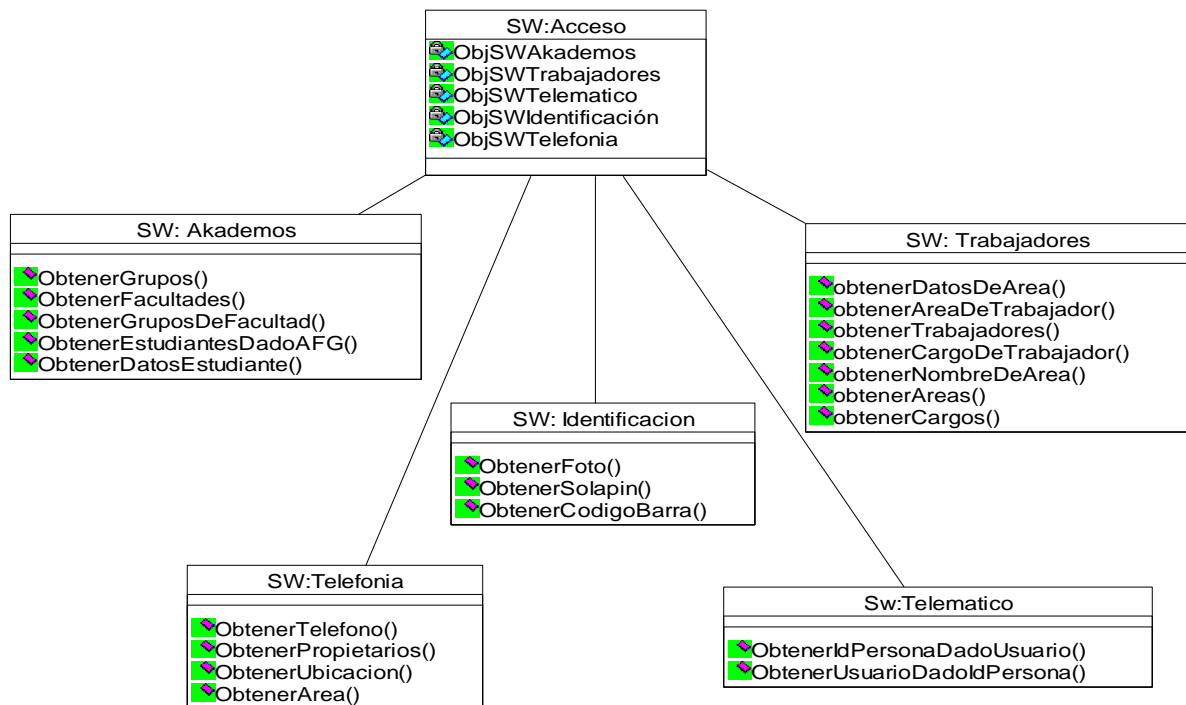 SW:Acceso
ObjSWAkademos
ObjSWTrabajadores
ObjSWTelematico
ObjSWIdentificación
ObjSWTelefonia
SW: Akademos
ObtenerGrupos()
ObtenerFacultades()
ObtenerGruposDeFacultad()
ObtenerEstudiantesDadoAFG()
ObtenerDatosEstudiante()
SW: Trabajadores
obtenerDatosDeArea()
obtenerAreaDeTrabajador()
obtenerTrabajadores()
obtenerCargoDeTrabajador()
obtenerNombreDeArea()
obtenerAreas()
obtenerCargos()
SW: Identificacion
ObtenerFoto()
ObtenerSolapin()
ObtenerCodigoBarra()
SW:Telefonia
ObtenerTelefono()
ObtenerPropietarios()
ObtenerUbicacion()
ObtenerArea()
Sw:Telematico
ObtenerIdPersonaDadoUsuario()
ObtenerUsuarioDadoIdPersona()